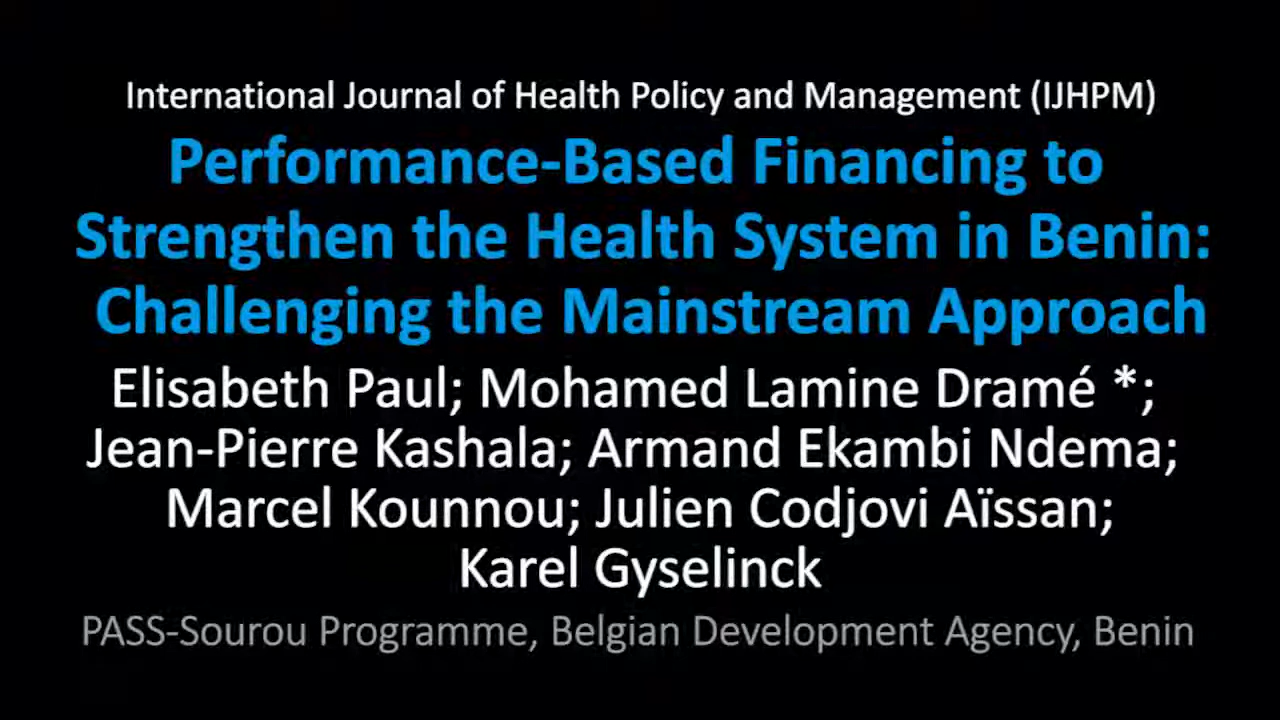 International Journal of Health Policy and Management (IJHPM)
Performance-Based Financing to
Strengthen the Health System in Benin:
Challenging the Mainstream Approach
Elisabeth Paul; Mohamed Lamine Dramé *;
Jean-Pierre Kashala; Armand Ekambi Ndema;
Marcel Kounnou; Julien Codjovi Aïssan;
Karel Gyselinck
PASS-Sourou Programme, Belgian Development Agency, Benin